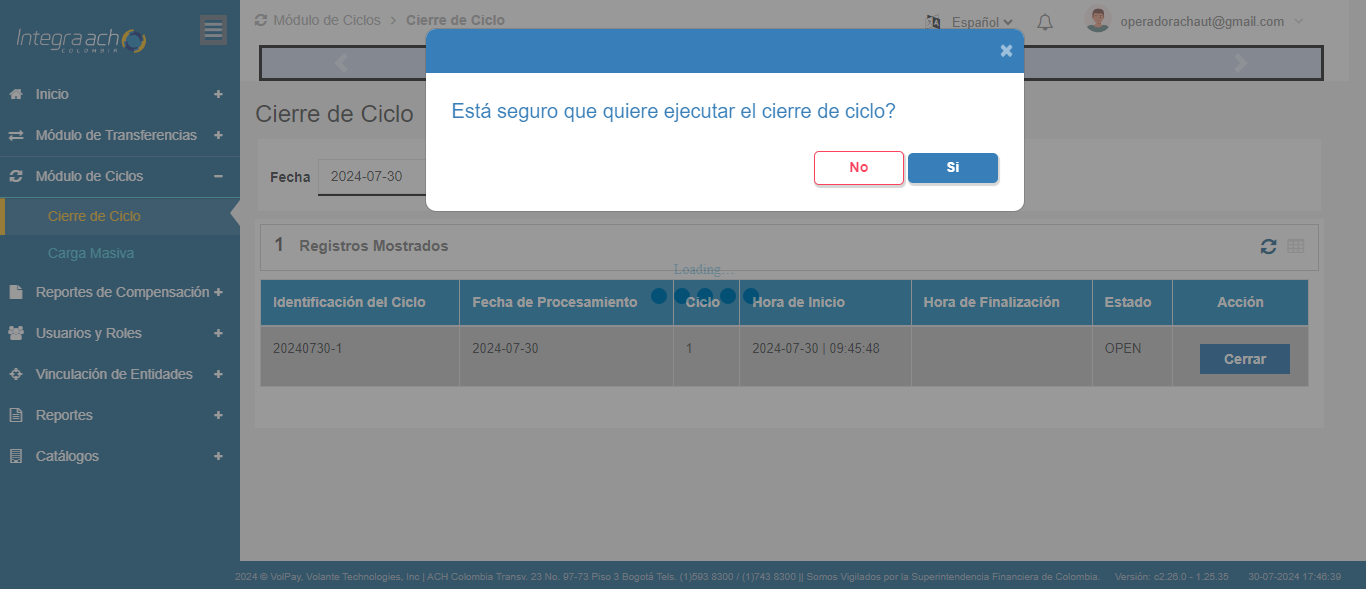 Integra ach
COLOMBIA
Módulo de Ciclos > Cierre de Ciclo
Español
operadorachaut@gmail.com
Inicio +
Módulo de Transferencias +
Módulo de Ciclos −
Cierre de Ciclo
Carga Masiva
Reportes de Compensación +
Usuarios y Roles +
Vinculación de Entidades +
Reportes +
Catálogos +
×
Está seguro que quiere ejecutar el cierre de ciclo?
No
Si
Cierre de Ciclo
Fecha 2024-07-30
1 Registros Mostrados
Loading...
Identificación del Ciclo Fecha de Procesamiento Ciclo Hora de Inicio Hora de Finalización Estado Acción
20240730-1 2024-07-30 1 2024-07-30 | 09:45:48 OPEN Cerrar
2024 © VolPay, Volante Technologies, Inc | ACH Colombia Transv. 23 No. 97-73 Piso 3 Bogotá Tels. (1)593 8300 / (1)743 8300 || Somos Vigilados por la Superintendencia Financiera de Colombia. Versión: c2.26.0 - 1.25.35 30-07-2024 17:46:39